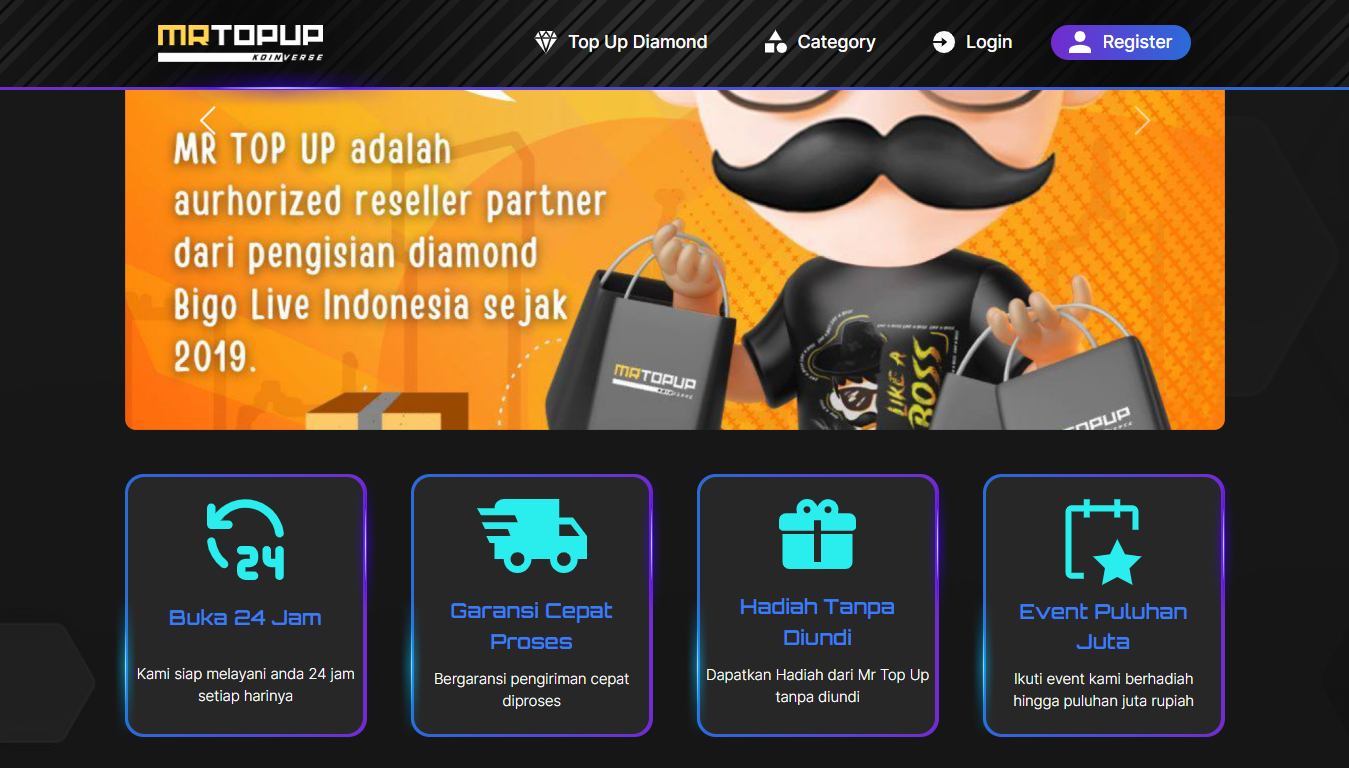 MRTOPUP
KOINVERSE
Top Up Diamond
Category
Login
Register
MR TOP UP adalah
aurhorized reseller partner
dari pengisian diamond
Bigo Live Indonesia sejak
2019.
MRTOPUP
LIKE A
BOSS
24
Buka 24 Jam
Kami siap melayani anda 24 jam
setiap harinya
Garansi Cepat
Proses
Bergaransi pengiriman cepat
diproses
Hadiah Tanpa
Diundi
Dapatkan Hadiah dari Mr Top Up
tanpa diundi
Event Puluhan
Juta
Ikuti event kami berhadiah
hingga puluhan juta rupiah